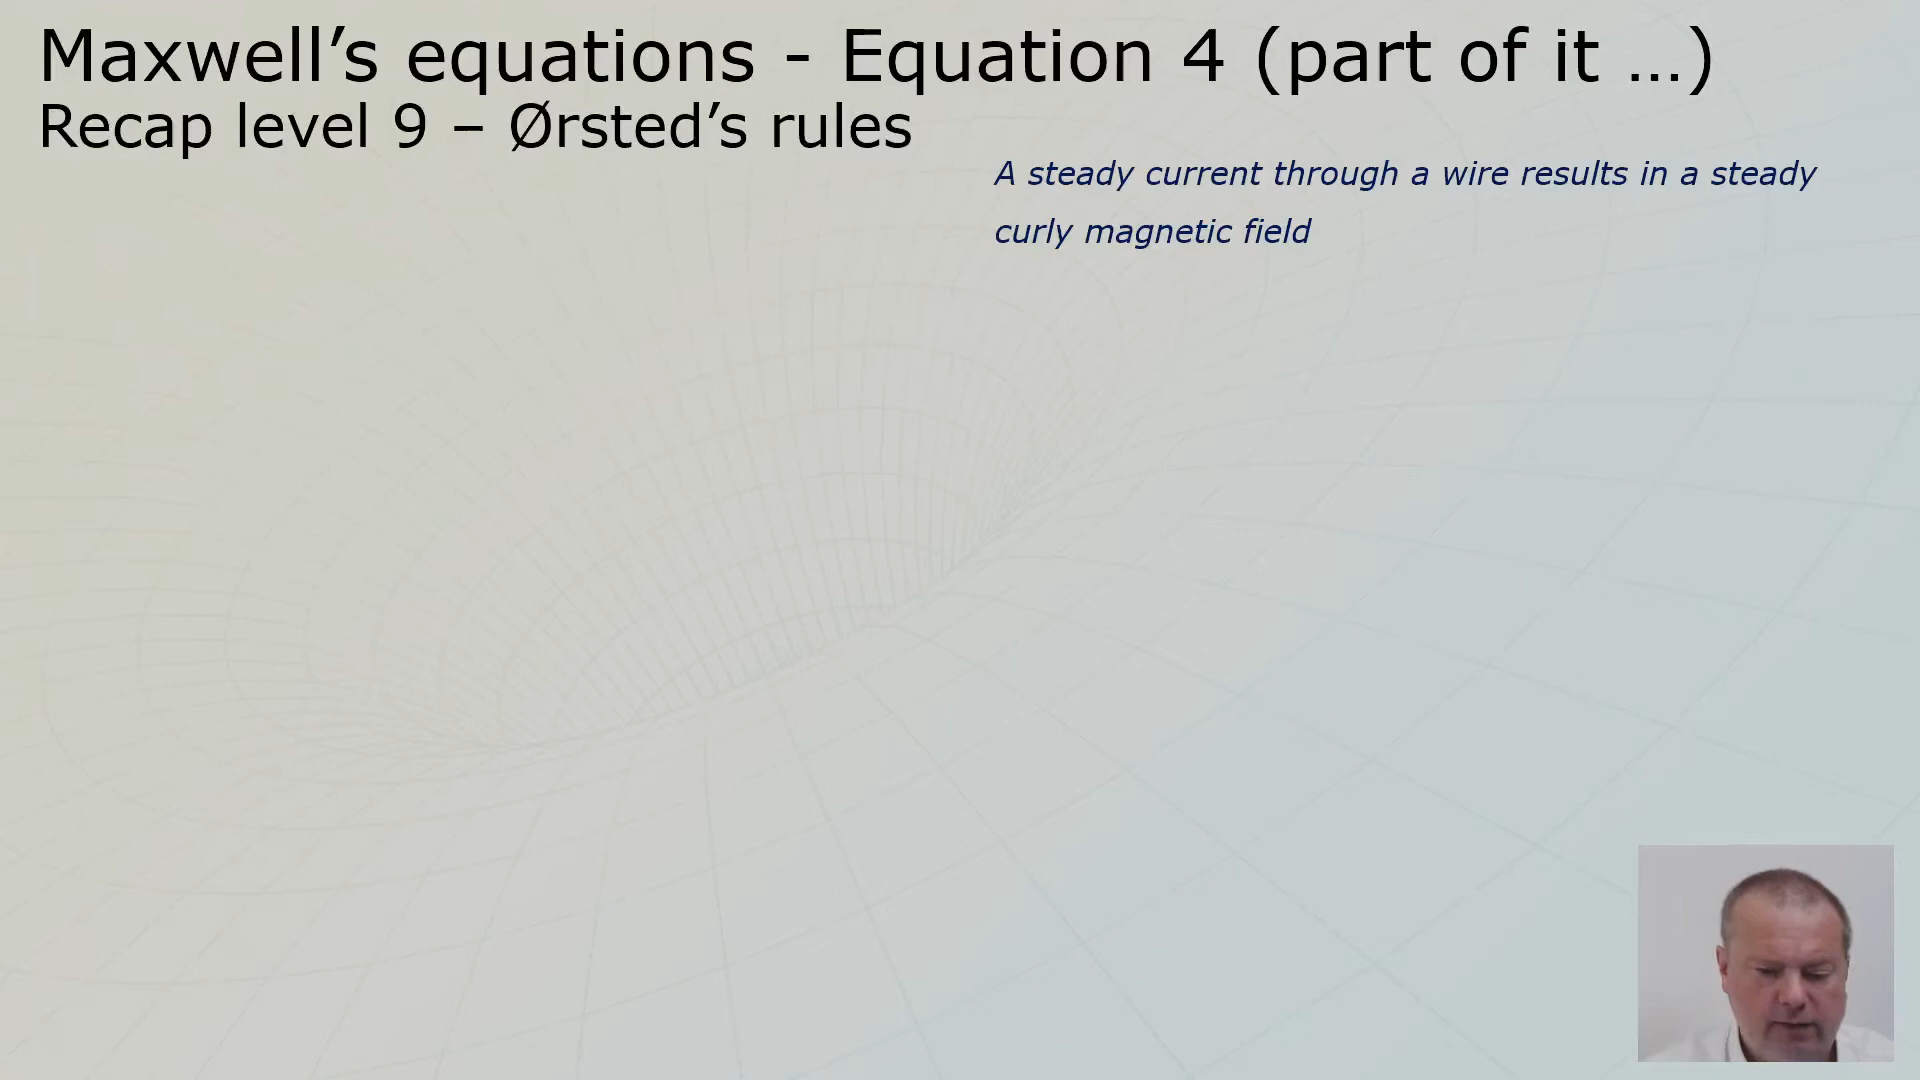 Maxwell’s equations - Equation 4 (part of it …)
Recap level 9 – Ørsted’s rules
A steady current through a wire results in a steady
curly magnetic field